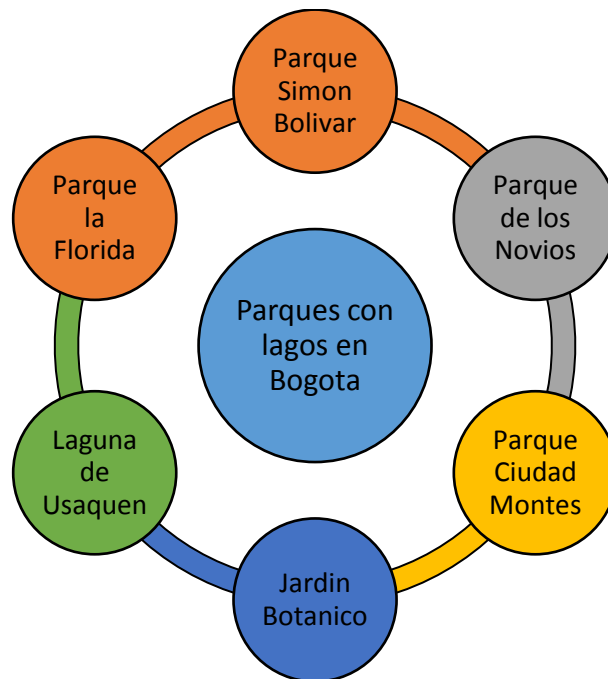 Parque
Simon
Bolivar
Parque
de los
Novios
Parque
Ciudad
Montes
Jardin
Botanico
Laguna
de
Usaquen
Parque
la
Florida
Parques con
lagos en
Bogota